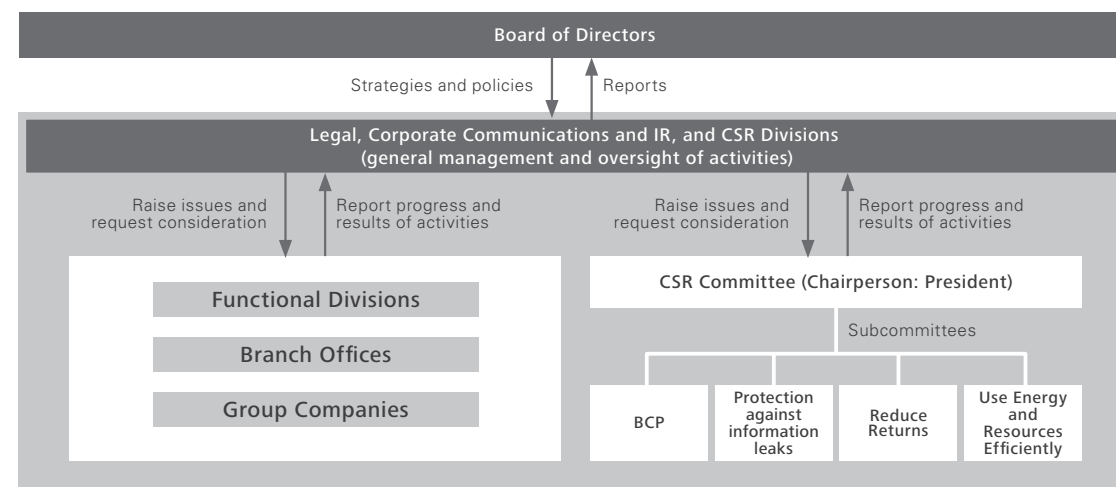 Board of Directors
Strategies and policies
Reports
Legal, Corporate Communications and IR, and CSR Divisions
(general management and oversight of activities)
Raise issues and
request consideration
Report progress and
results of activities
Raise issues and
request consideration
Report progress and
results of activities
Functional Divisions
Branch Offices
Group Companies
CSR Committee (Chairperson: President)
Subcommittees
BCP
Protection
against
information
leaks
Reduce
Returns
Use Energy
and
Resources
Efficiently